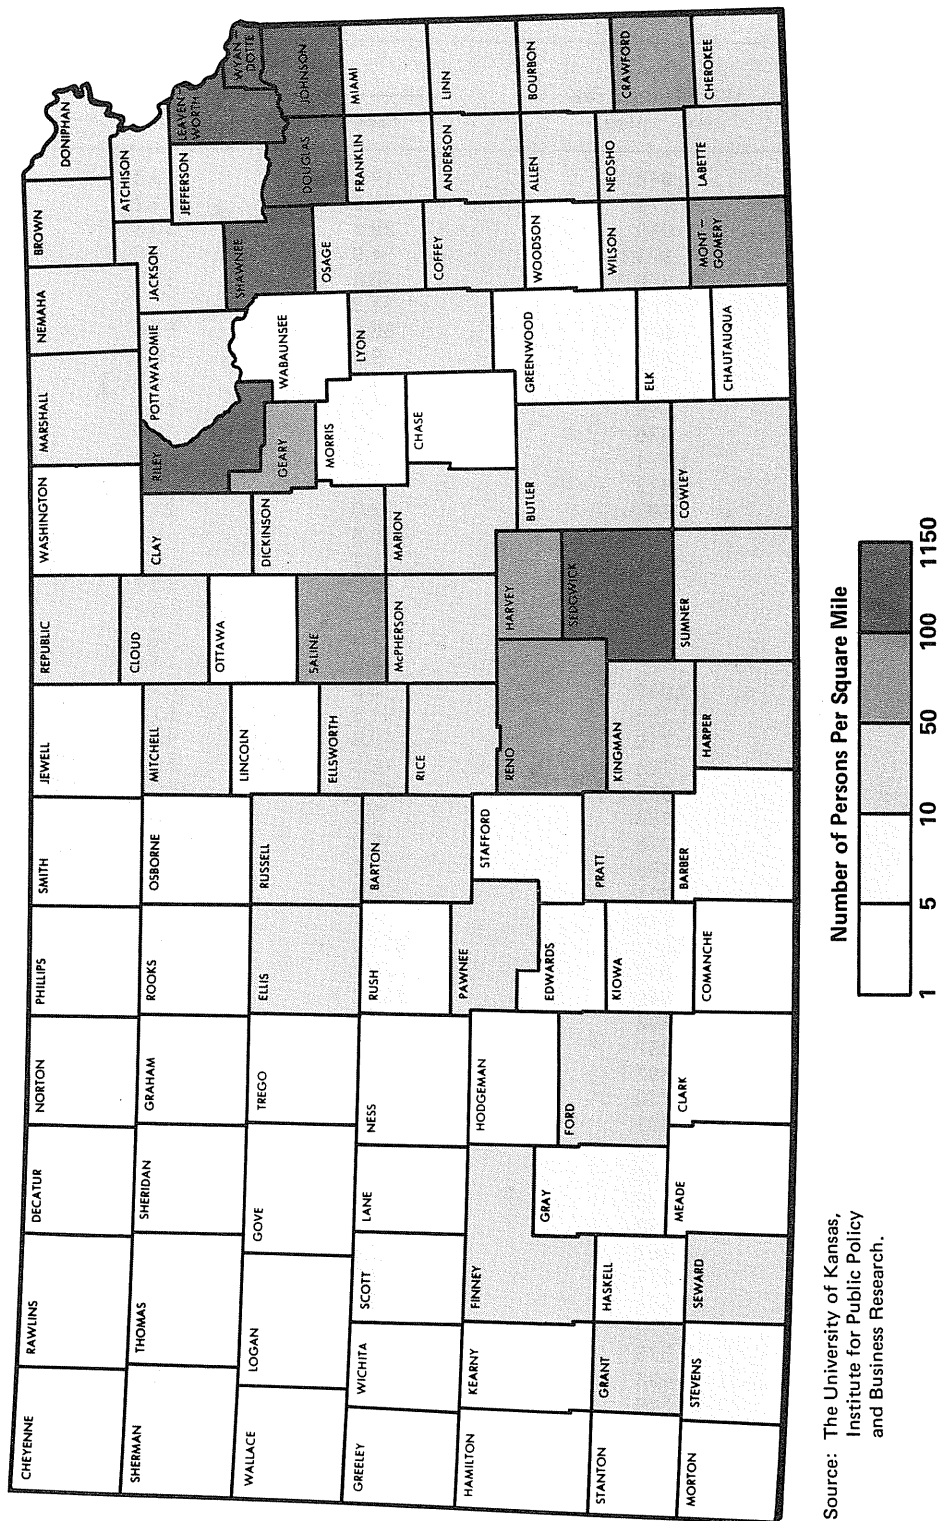 CHEYENNE
RAWLINS
DECATUR
NORTON
PHILLIPS
SMITH
JEWELL
REPUBLIC
WASHINGTON
MARSHALL
NEMAHA
BROWN
DONIPHAN
SHERMAN
THOMAS
SHERIDAN
GRAHAM
ROOKS
OSBORNE
MITCHELL
CLOUD
CLAY
RILEY
POTTAWATOMIE
JACKSON
ATCHISON
JEFFERSON
LEAVEN
WORTH
WYAN-
DOTTE
WALLACE
LOGAN
GOVE
TREGO
ELLIS
RUSSELL
LINCOLN
OTTAWA
DICKINSON
GEARY
WABAUNSEE
SHAWNEE
DOUGLAS
JOHNSON
GREELEY
WICHITA
SCOTT
LANE
NESS
RUSH
BARTON
ELLSWORTH
SALINE
MORRIS
LYON
OSAGE
FRANKLIN
MIAMI
HAMILTON
KEARNY
FINNEY
HODGEMAN
PAWNEE
STAFFORD
RICE
McPHERSON
MARION
CHASE
COFFEY
ANDERSON
LINN
STANTON
GRANT
HASKELL
GRAY
FORD
EDWARDS
KIOWA
PRATT
RENO
HARVEY
SEDGWICK
KINGMAN
BUTLER
GREENWOOD
WOODSON
ALLEN
BOURBON
MORTON
STEVENS
SEWARD
MEADE
CLARK
COMANCHE
BARBER
HARPER
SUMNER
COWLEY
ELK
CHAUTAUQUA
WILSON
MONT-
GOMERY
NEOSHO
LABETTE
CRAWFORD
CHEROKEE
Number of Persons Per Square Mile
1 5 10 50 100 1150
Source: The University of Kansas,
Institute for Public Policy
and Business Research.